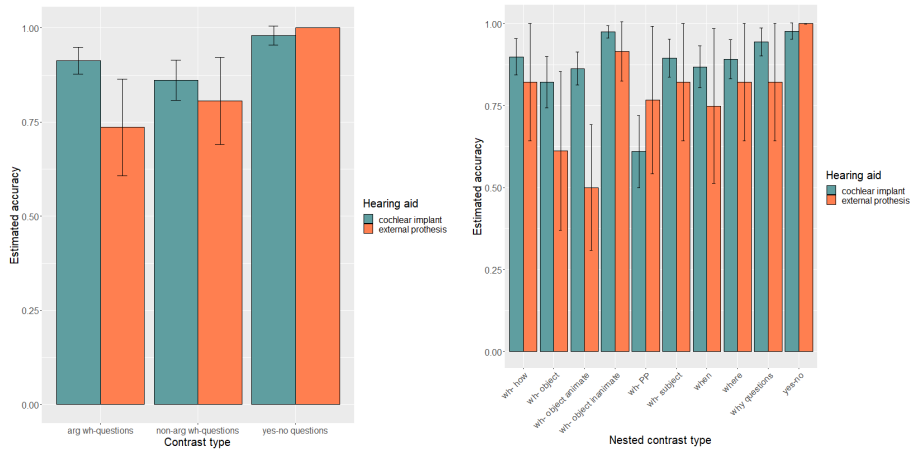 1.00
0.75
0.50
0.25
0.00
Estimated accuracy
arg wh-questions
non-arg wh-questions
yes-no questions
Contrast type
Hearing aid
cochlear implant
external prothesis
1.00
0.75
0.50
0.25
0.00
Estimated accuracy
wh- how
wh-object
wh- object animate
wh- object inanimate
wh- PP
wh- subject
when
where
why questions
yes-no
Nested contrast type
Hearing aid
cochlear implant
external prothesis